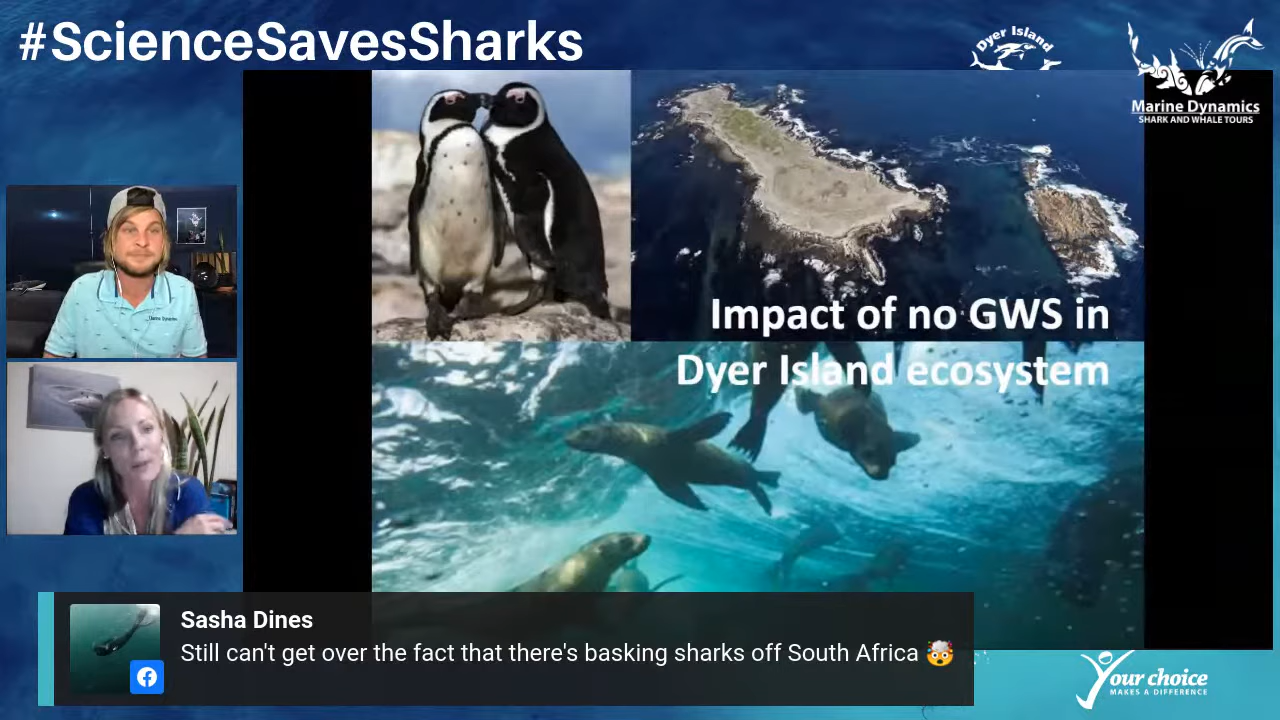 #ScienceSavesSharks
Dyer Island
Marine Dynamics
SHARK AND WHALE TOURS
Impact of no GWS in
Dyer Island ecosystem
Sasha Dines
Still can't get over the fact that there's basking sharks off South Africa 🤯
Your choice
MAKES A DIFFERENCE